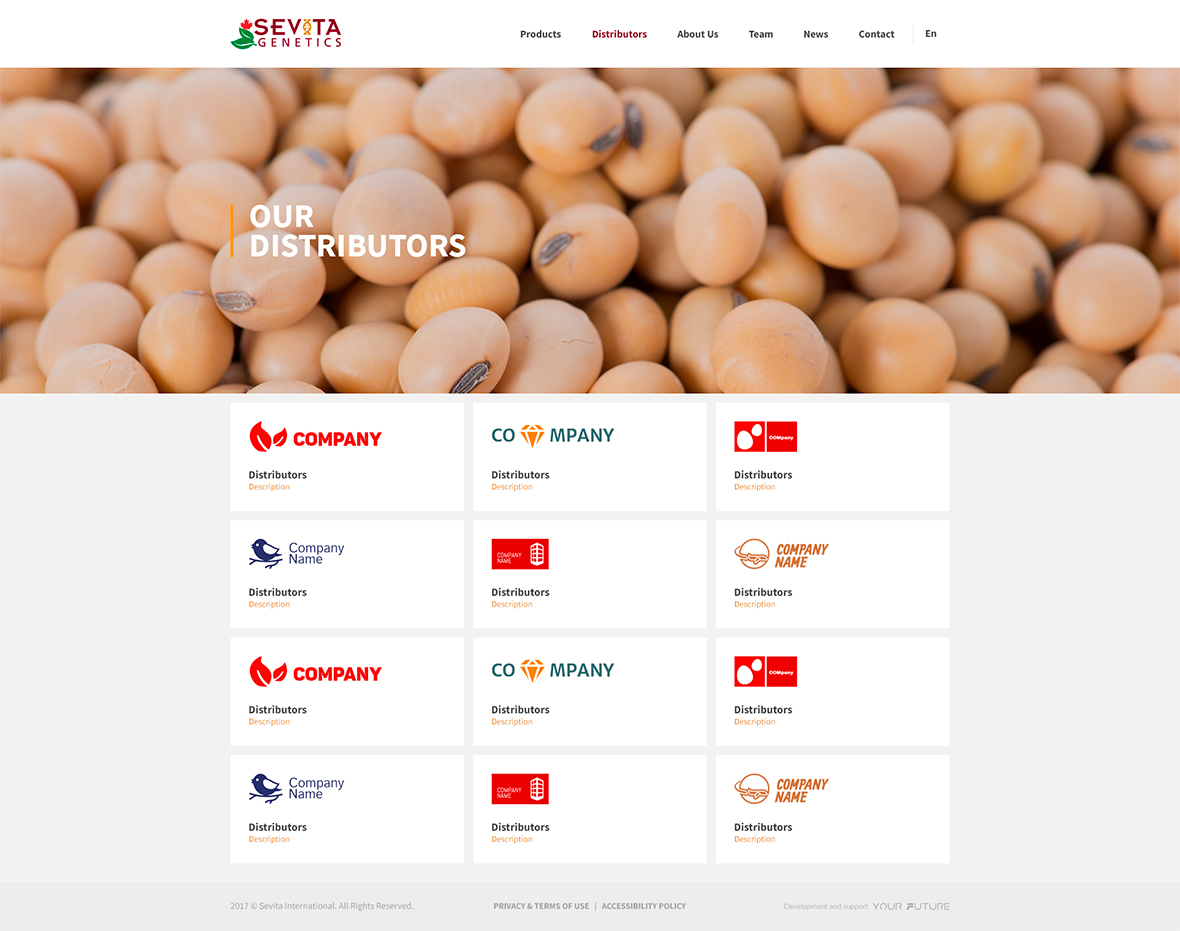 SEVITA
GENETICS
Products Distributors About Us Team News Contact En
OUR
DISTRIBUTORS
COMPANY
Distributors
Description
CO MPANY
Distributors
Description
COMpany
Distributors
Description
Company
Name
Distributors
Description
COMPANY
NAME
Distributors
Description
COMPANY
NAME
Distributors
Description
COMPANY
Distributors
Description
CO MPANY
Distributors
Description
COMpany
Distributors
Description
Company
Name
Distributors
Description
COMPANY
NAME
Distributors
Description
COMPANY
NAME
Distributors
Description
2017 © Sevita International. All Rights Reserved. PRIVACY & TERMS OF USE | ACCESSIBILITY POLICY Development and support YOUR FUTURE